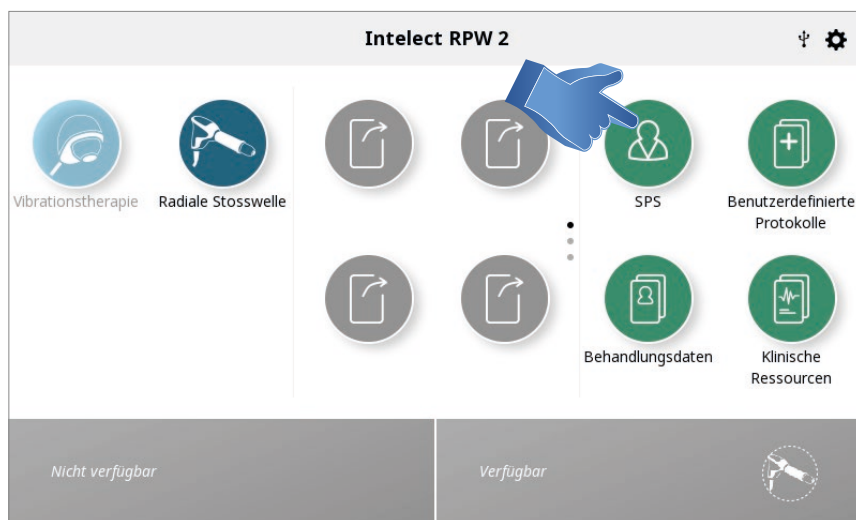 Intelect RPW 2
Vibrationstherapie
Radiale Stosswelle
SPS
Benutzerdefinierte
Protokolle
Behandlungsdaten
Klinische
Ressourcen
Nicht verfügbar
Verfügbar